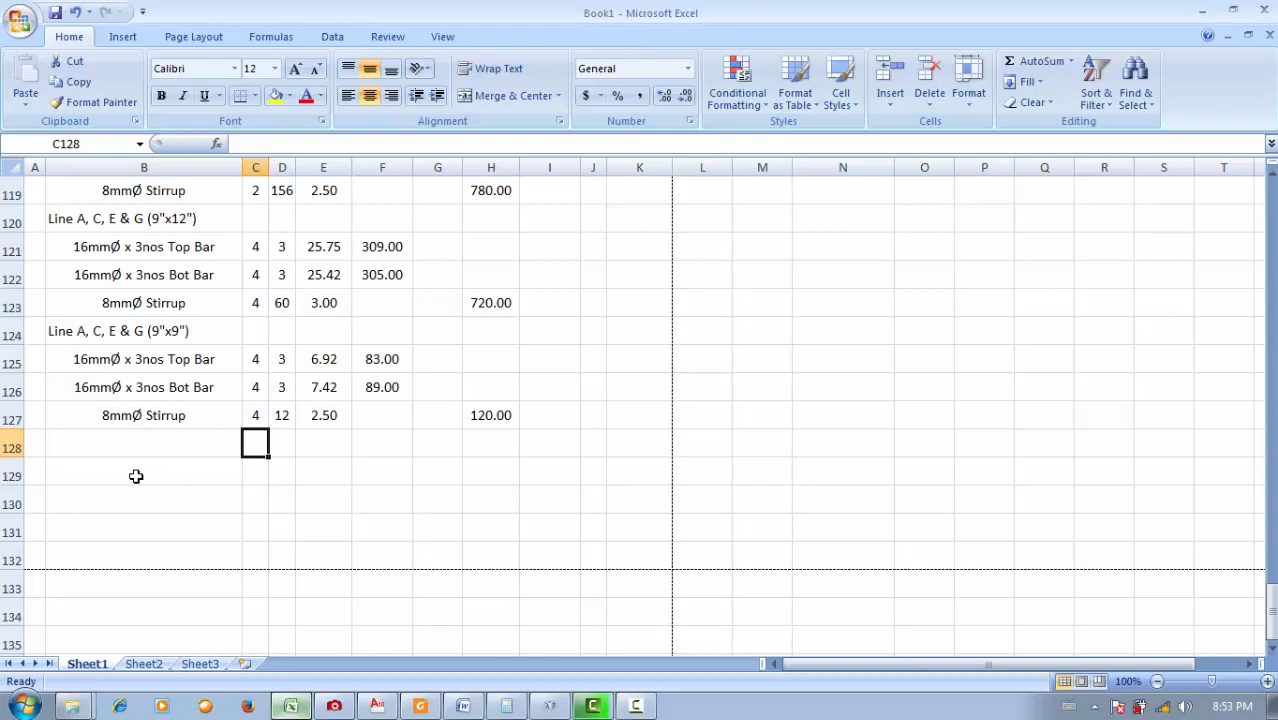 Book1 - Microsoft Excel
Home Insert Page Layout Formulas Data Review View
Cut
Copy
Format Painter
Paste
Clipboard
Calibri 12
B I U
Font
Wrap Text
Merge & Center
Alignment
General
$ % ,
Number
Conditional Formatting
Format as Table
Cell Styles
Styles
Insert Delete Format
Cells
AutoSum
Fill
Clear
Sort & Filter
Find & Select
Editing
C128 fx
A B C D E F G H I J K L M N O P Q R S T
119 8mmØ Stirrup 2 156 2.50 780.00
120 Line A, C, E & G (9"x12")
121 16mmØ x 3nos Top Bar 4 3 25.75 309.00
122 16mmØ x 3nos Bot Bar 4 3 25.42 305.00
123 8mmØ Stirrup 4 60 3.00 720.00
124 Line A, C, E & G (9"x9")
125 16mmØ x 3nos Top Bar 4 3 6.92 83.00
126 16mmØ x 3nos Bot Bar 4 3 7.42 89.00
127 8mmØ Stirrup 4 12 2.50 120.00
128
129
130
131
132
133
134
135
Sheet1 Sheet2 Sheet3
Ready 100%
8:53 PM